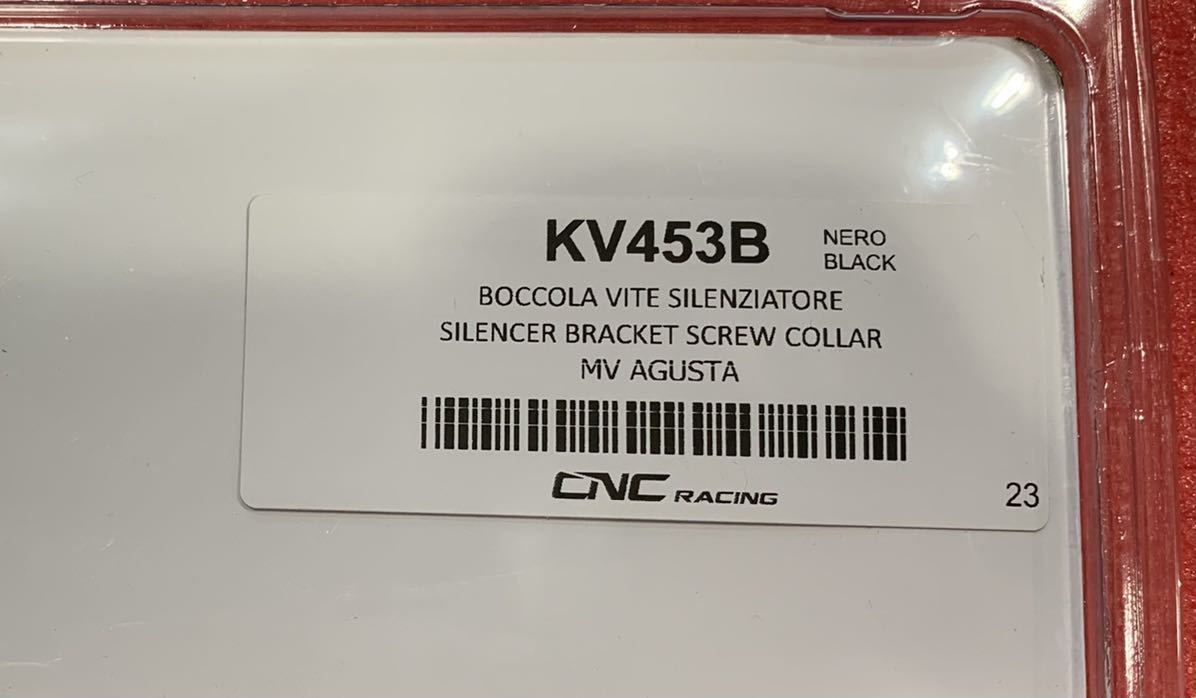 KV453B
NERO
BLACK
BOCCOLA VITE SILENZIATORE
SILENCER BRACKET SCREW COLLAR
MV AGUSTA
CNC RACING
23